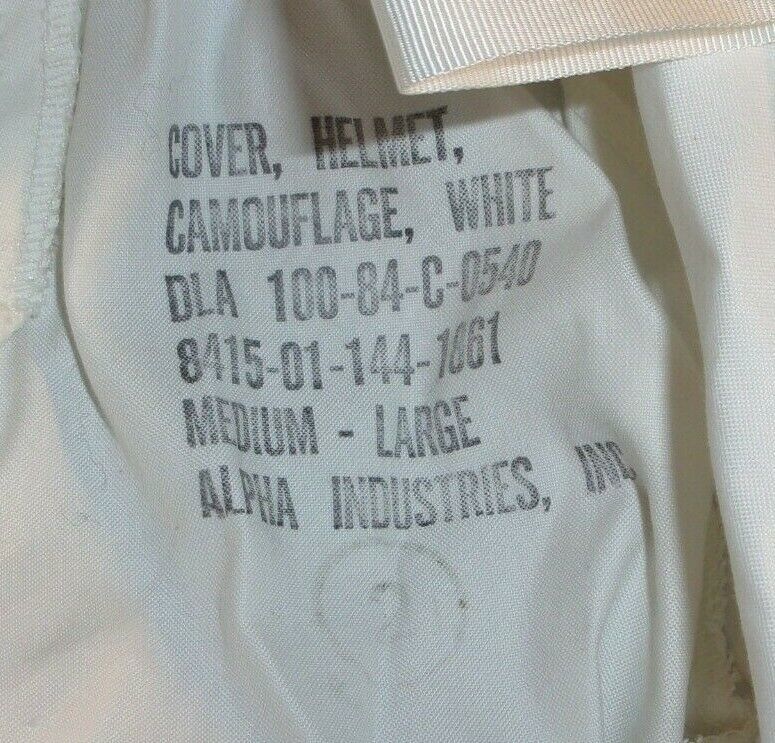 COVER, HELMET,
CAMOUFLAGE, WHITE
DLA 100-84-C-0540
8415-01-144-1861
MEDIUM - LARGE
ALPHA INDUSTRIES, INC